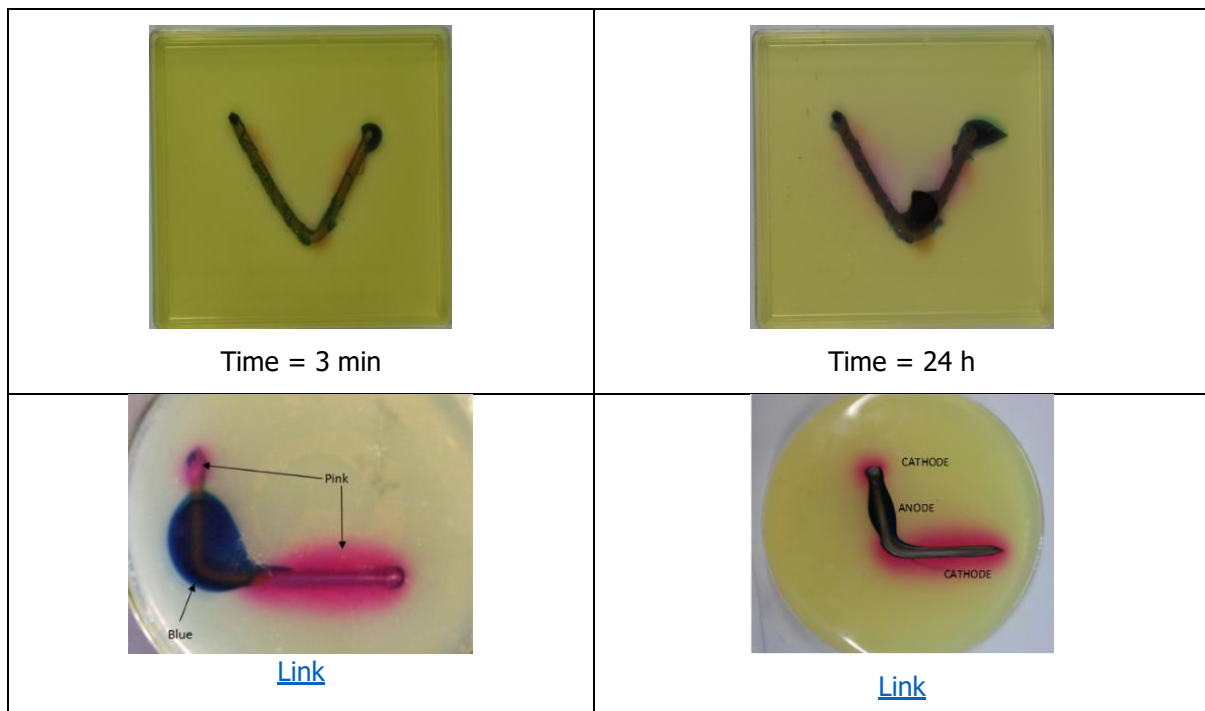 Time = 3 min
Time = 24 h
Pink
Blue
Link
CATHODE
ANODE
CATHODE
Link